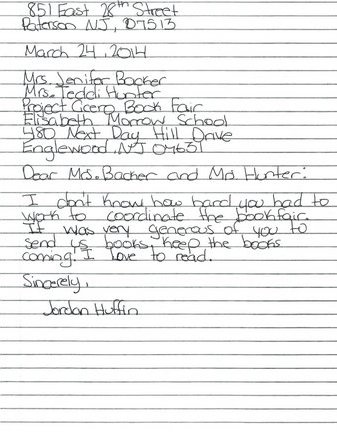 851 East 28th Street
Paterson NJ, 07513
March 24, 2014
Mrs. Jenifer Backer
Mrs. Teddi Hunter
Project Cicero Book Fair
Elisabeth Morrow School
480 Next Day Hill Drive
Englewood, NJ 07631
Dear Mrs. Backer and Mrs. Hunter:
I don't know how hard you had to
work to coordinate the bookfair.
It was very generous of you to
send us books, keep the books
coming! I love to read.
Sincerely,
Jordan Huffin